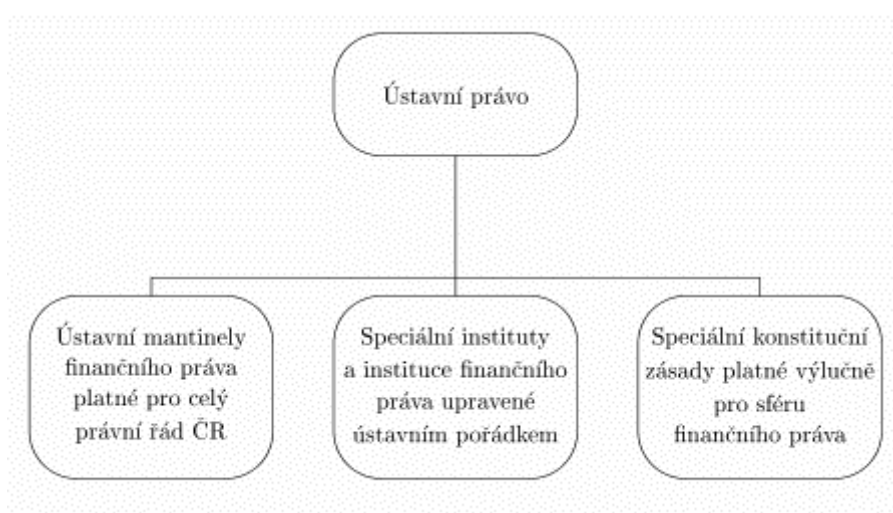 Ústavní právo
Ústavní mantinely
finančního práva
platné pro celý
právní řád ČR
Speciální instituty
a instituce finančního
práva upravené
ústavním pořádkem
Speciální konstituční
zásady platné výlučně
pro sféru
finančního práva